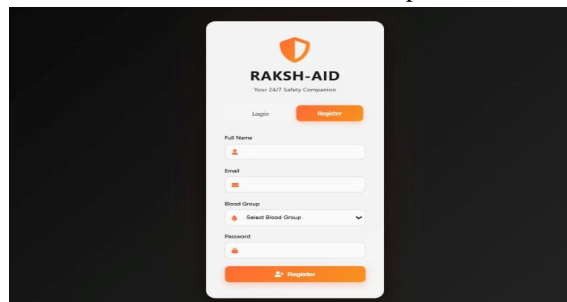 RAKSH-AID
Your 24/7 Safety Companion
Login Register
Full Name
Email
Blood Group
Select Blood Group
Password
Register